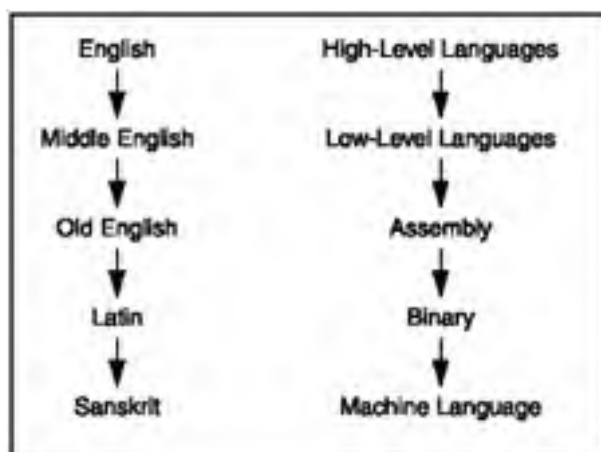 English
Middle English
Old English
Latin
Sanskrit
High-Level Languages
Low-Level Languages
Assembly
Binary
Machine Language